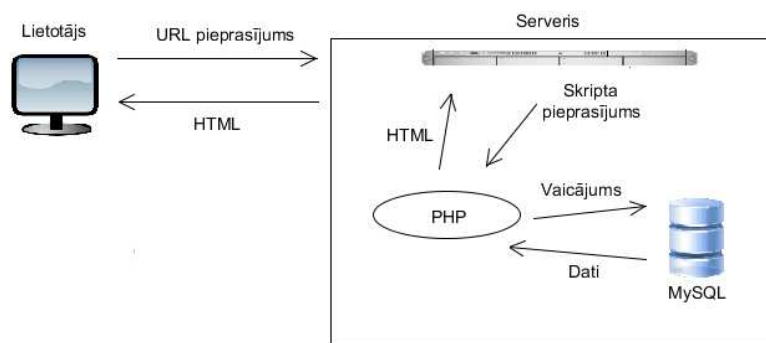 Lietotājs
URL pieprasījums
HTML
Serveris
Skripta
pieprasījums
HTML
PHP
Vaicājums
Dati
MySQL